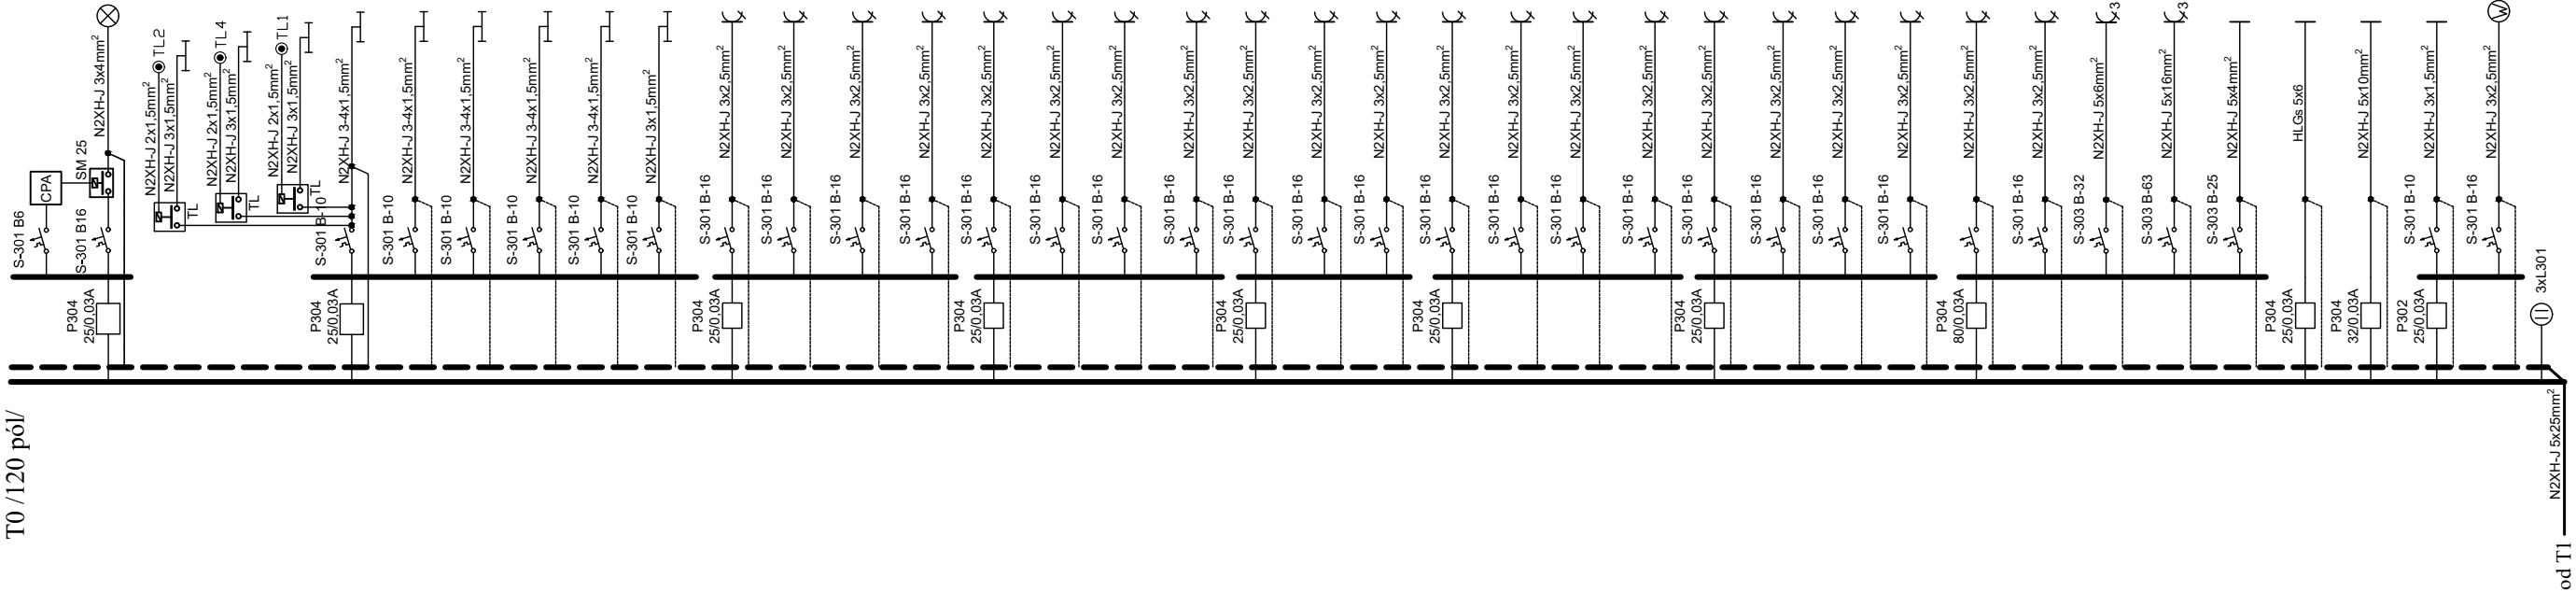 T0 /120 pól/
S-301 B6
CPA
SM 25
S-301 B16
N2XH-J 3x4mm²
P304
25/0,03A
N2XH-J 2x1,5mm²
TL2
N2XH-J 3x1,5mm²
TL
N2XH-J 2x1,5mm²
TL4
N2XH-J 3x1,5mm²
TL
N2XH-J 2x1,5mm²
TL1
N2XH-J 3x1,5mm²
TL
S-301 B-10
N2XH-J 3-4x1,5mm²
P304
25/0,03A
S-301 B-10
N2XH-J 3-4x1,5mm²
S-301 B-10
N2XH-J 3-4x1,5mm²
S-301 B-10
N2XH-J 3-4x1,5mm²
S-301 B-10
N2XH-J 3-4x1,5mm²
S-301 B-10
N2XH-J 3x1,5mm²
S-301 B-16
N2XH-J 3x2,5mm²
P304
25/0,03A
S-301 B-16
N2XH-J 3x2,5mm²
S-301 B-16
N2XH-J 3x2,5mm²
S-301 B-16
N2XH-J 3x2,5mm²
S-301 B-16
N2XH-J 3x2,5mm²
P304
25/0,03A
S-301 B-16
N2XH-J 3x2,5mm²
S-301 B-16
N2XH-J 3x2,5mm²
S-301 B-16
N2XH-J 3x2,5mm²
S-301 B-16
N2XH-J 3x2,5mm²
P304
25/0,03A
S-301 B-16
N2XH-J 3x2,5mm²
S-301 B-16
N2XH-J 3x2,5mm²
S-301 B-16
N2XH-J 3x2,5mm²
P304
25/0,03A
S-301 B-16
N2XH-J 3x2,5mm²
S-301 B-16
N2XH-J 3x2,5mm²
S-301 B-16
N2XH-J 3x2,5mm²
S-301 B-16
N2XH-J 3x2,5mm²
P304
25/0,03A
S-301 B-16
N2XH-J 3x2,5mm²
S-301 B-16
N2XH-J 3x2,5mm²
S-301 B-16
N2XH-J 3x2,5mm²
S-301 B-16
N2XH-J 3x2,5mm²
P304
80/0,03A
S-301 B-16
N2XH-J 3x2,5mm²
S-303 B-32
N2XH-J 5x6mm²
3
S-303 B-63
N2XH-J 5x16mm²
3
S-303 B-25
N2XH-J 5x4mm²
HLGs 5x6
P304
25/0,03A
N2XH-J 5x10mm²
P304
32/0,03A
S-301 B-10
N2XH-J 3x1,5mm²
P302
25/0,03A
S-301 B-16
N2XH-J 3x2,5mm²
W
3xL301
N2XH-J 5x25mm²
od T1